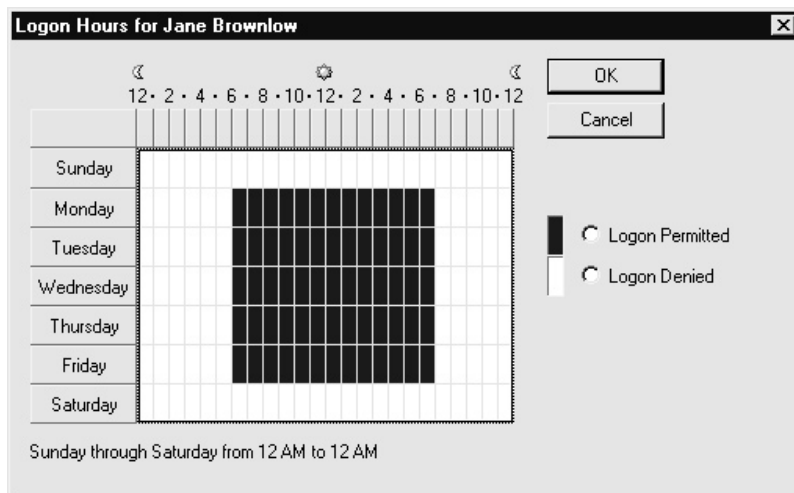 Logon Hours for Jane Brownlow
OK
12 · 2 · 4 · 6 · 8 · 10 · 12 · 2 · 4 · 6 · 8 · 10 · 12
Cancel
Sunday
Monday
Tuesday
Wednesday
Thursday
Friday
Saturday
Logon Permitted
Logon Denied
Sunday through Saturday from 12 AM to 12 AM